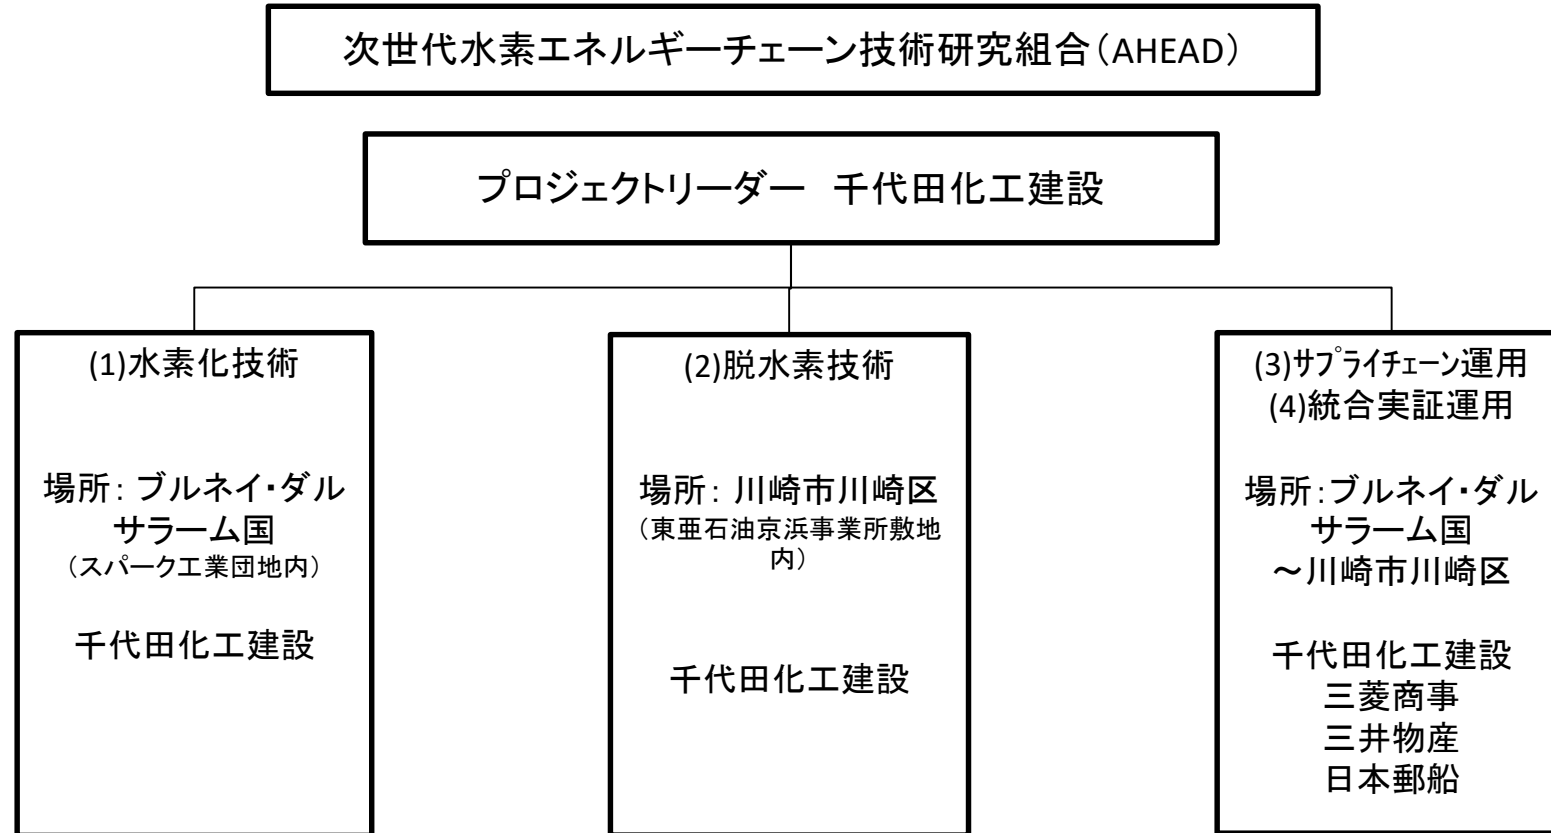 次世代水素エネルギーチェーン技術研究組合(AHEAD)
プロジェクトリーダー 千代田化工建設
(1)水素化技術
場所: ブルネイ・ダル
サラーム国
(スパーク工業団地内)
千代田化工建設
(2)脱水素技術
場所: 川崎市川崎区
(東亜石油京浜事業所敷地
内)
千代田化工建設
(3)ｻﾌﾟﾗｲﾁｪｰﾝ運用
(4)統合実証運用
場所:ブルネイ・ダル
サラーム国
～川崎市川崎区
千代田化工建設
三菱商事
三井物産
日本郵船